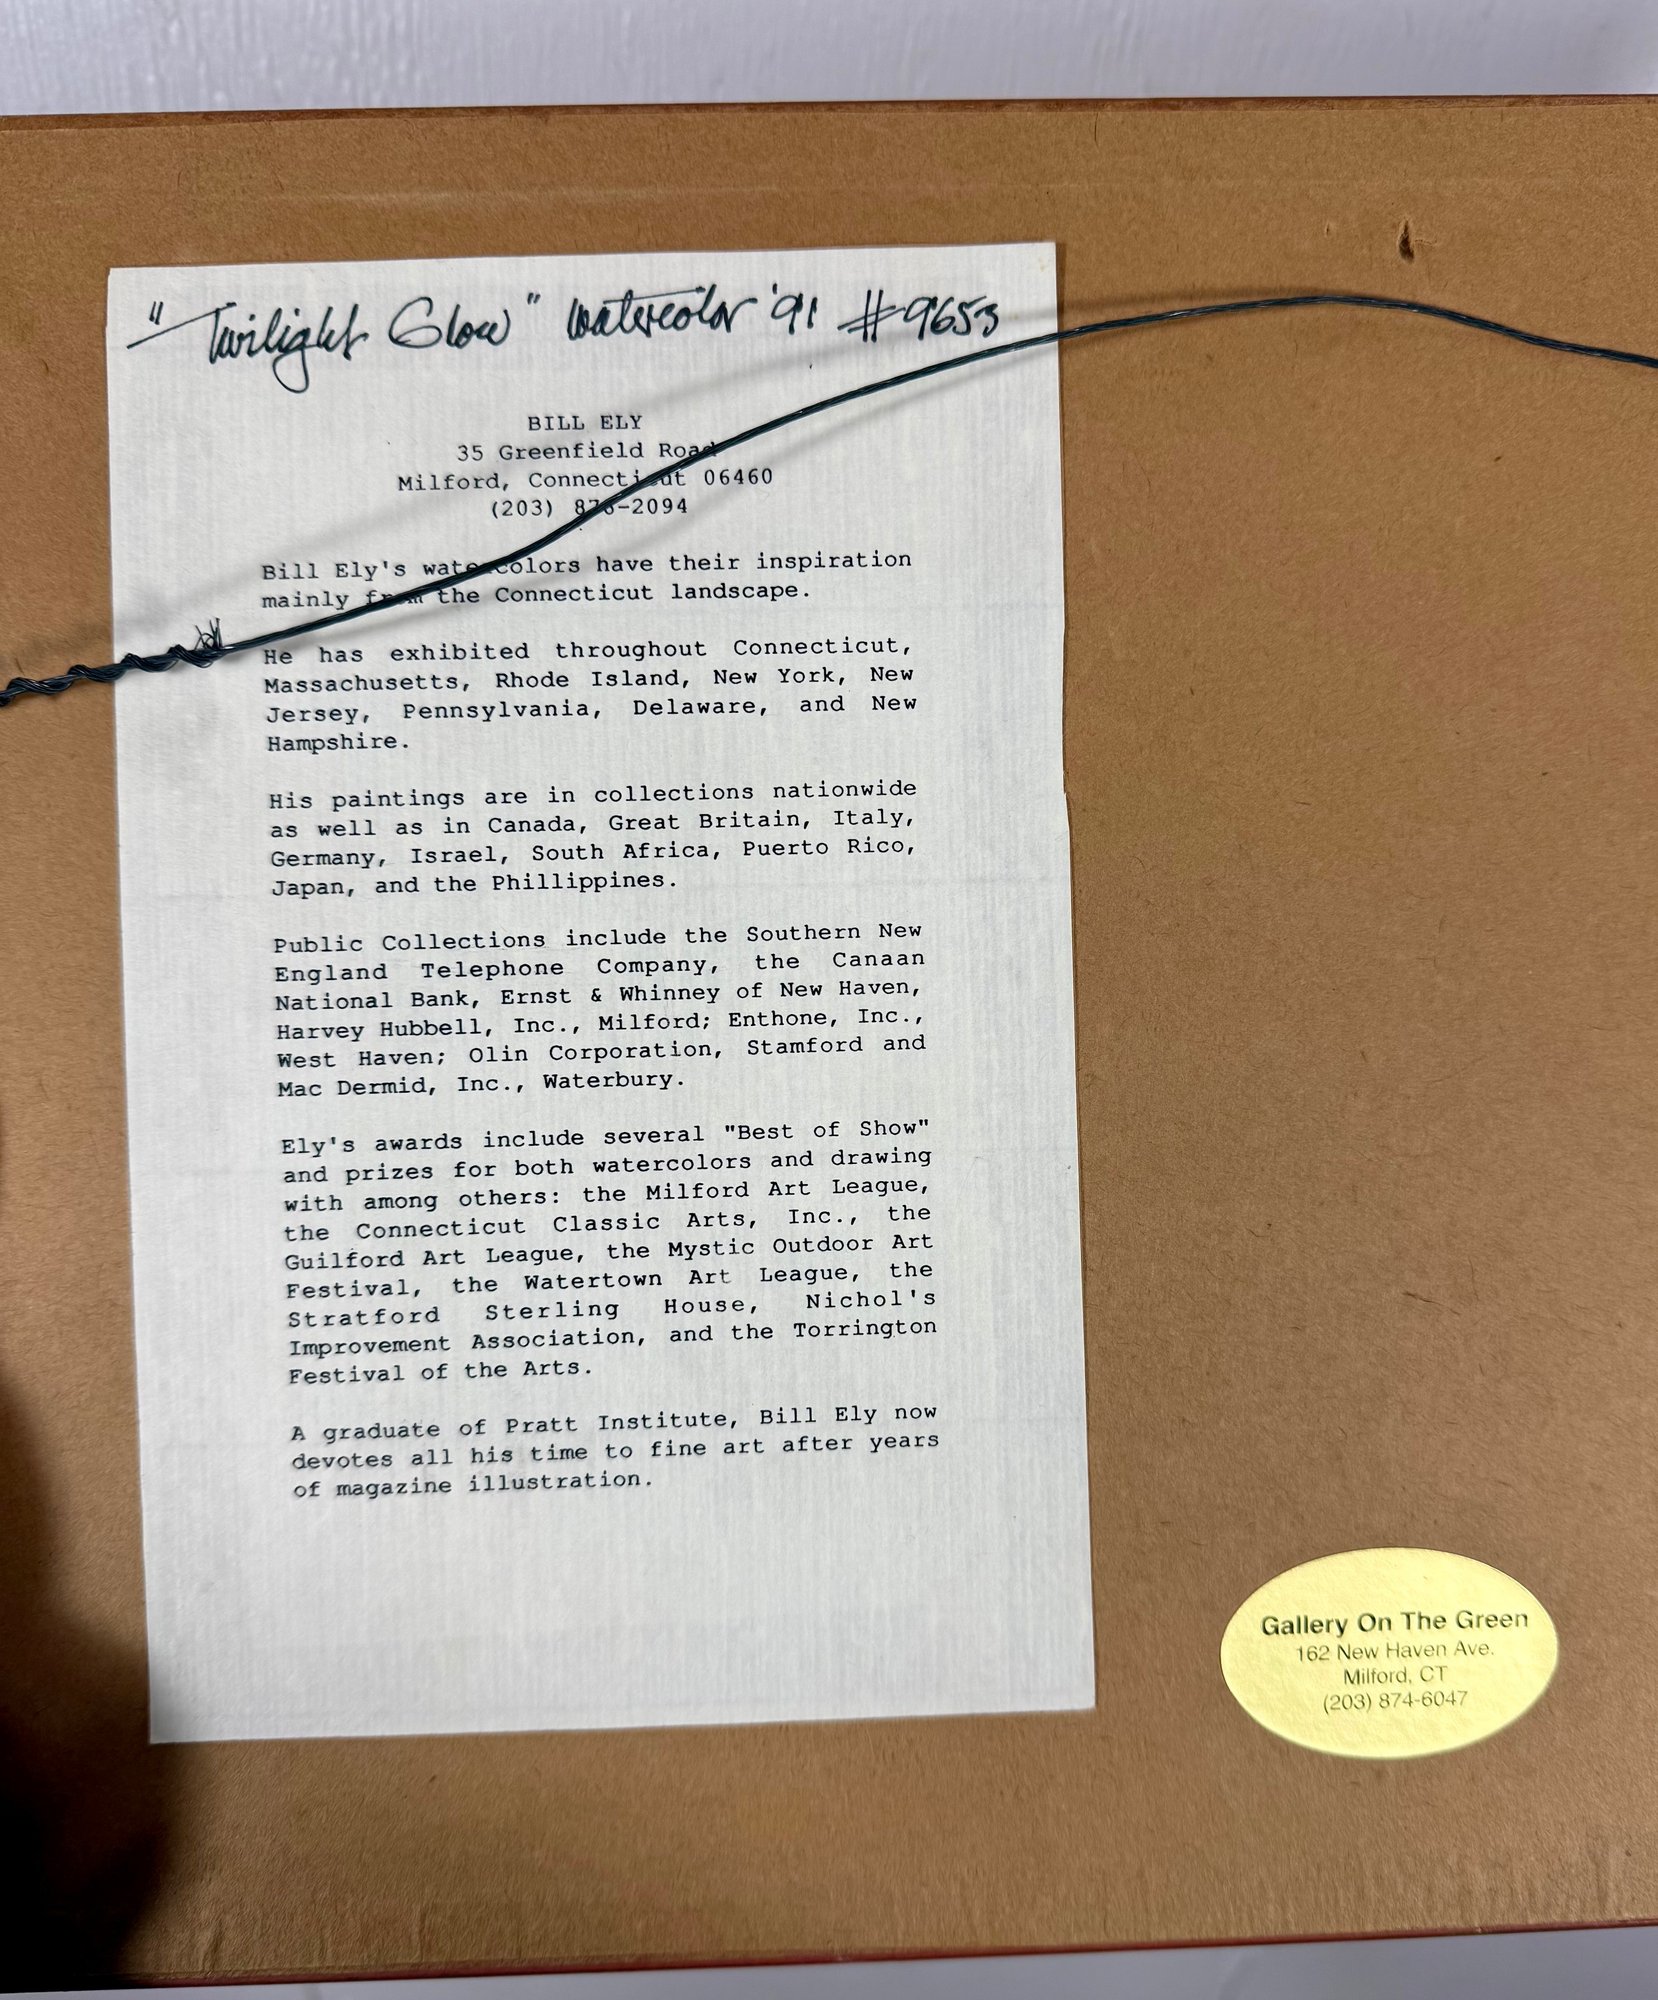 "Twilight Glow" watercolor '91 #9653
BILL ELY
35 Greenfield Road
Milford, Connecticut 06460
(203) 878-2094
Bill Ely's watercolors have their inspiration
mainly from the Connecticut landscape.
He has exhibited throughout Connecticut,
Massachusetts, Rhode Island, New York, New
Jersey, Pennsylvania, Delaware, and New
Hampshire.
His paintings are in collections nationwide
as well as in Canada, Great Britain, Italy,
Germany, Israel, South Africa, Puerto Rico,
Japan, and the Phillippines.
Public Collections include the Southern New
England Telephone Company, the Canaan
National Bank, Ernst & Whinney of New Haven,
Harvey Hubbell, Inc., Milford; Enthone, Inc.,
West Haven; Olin Corporation, Stamford and
Mac Dermid, Inc., Waterbury.
Ely's awards include several "Best of Show"
and prizes for both watercolors and drawing
with among others: the Milford Art League,
the Connecticut Classic Arts, Inc., the
Guilford Art League, the Mystic Outdoor Art
Festival, the Watertown Art League, the
Stratford Sterling House, Nichol's
Improvement Association, and the Torrington
Festival of the Arts.
A graduate of Pratt Institute, Bill Ely now
devotes all his time to fine art after years
of magazine illustration.
Gallery On The Green
162 New Haven Ave.
Milford, CT
(203) 874-6047